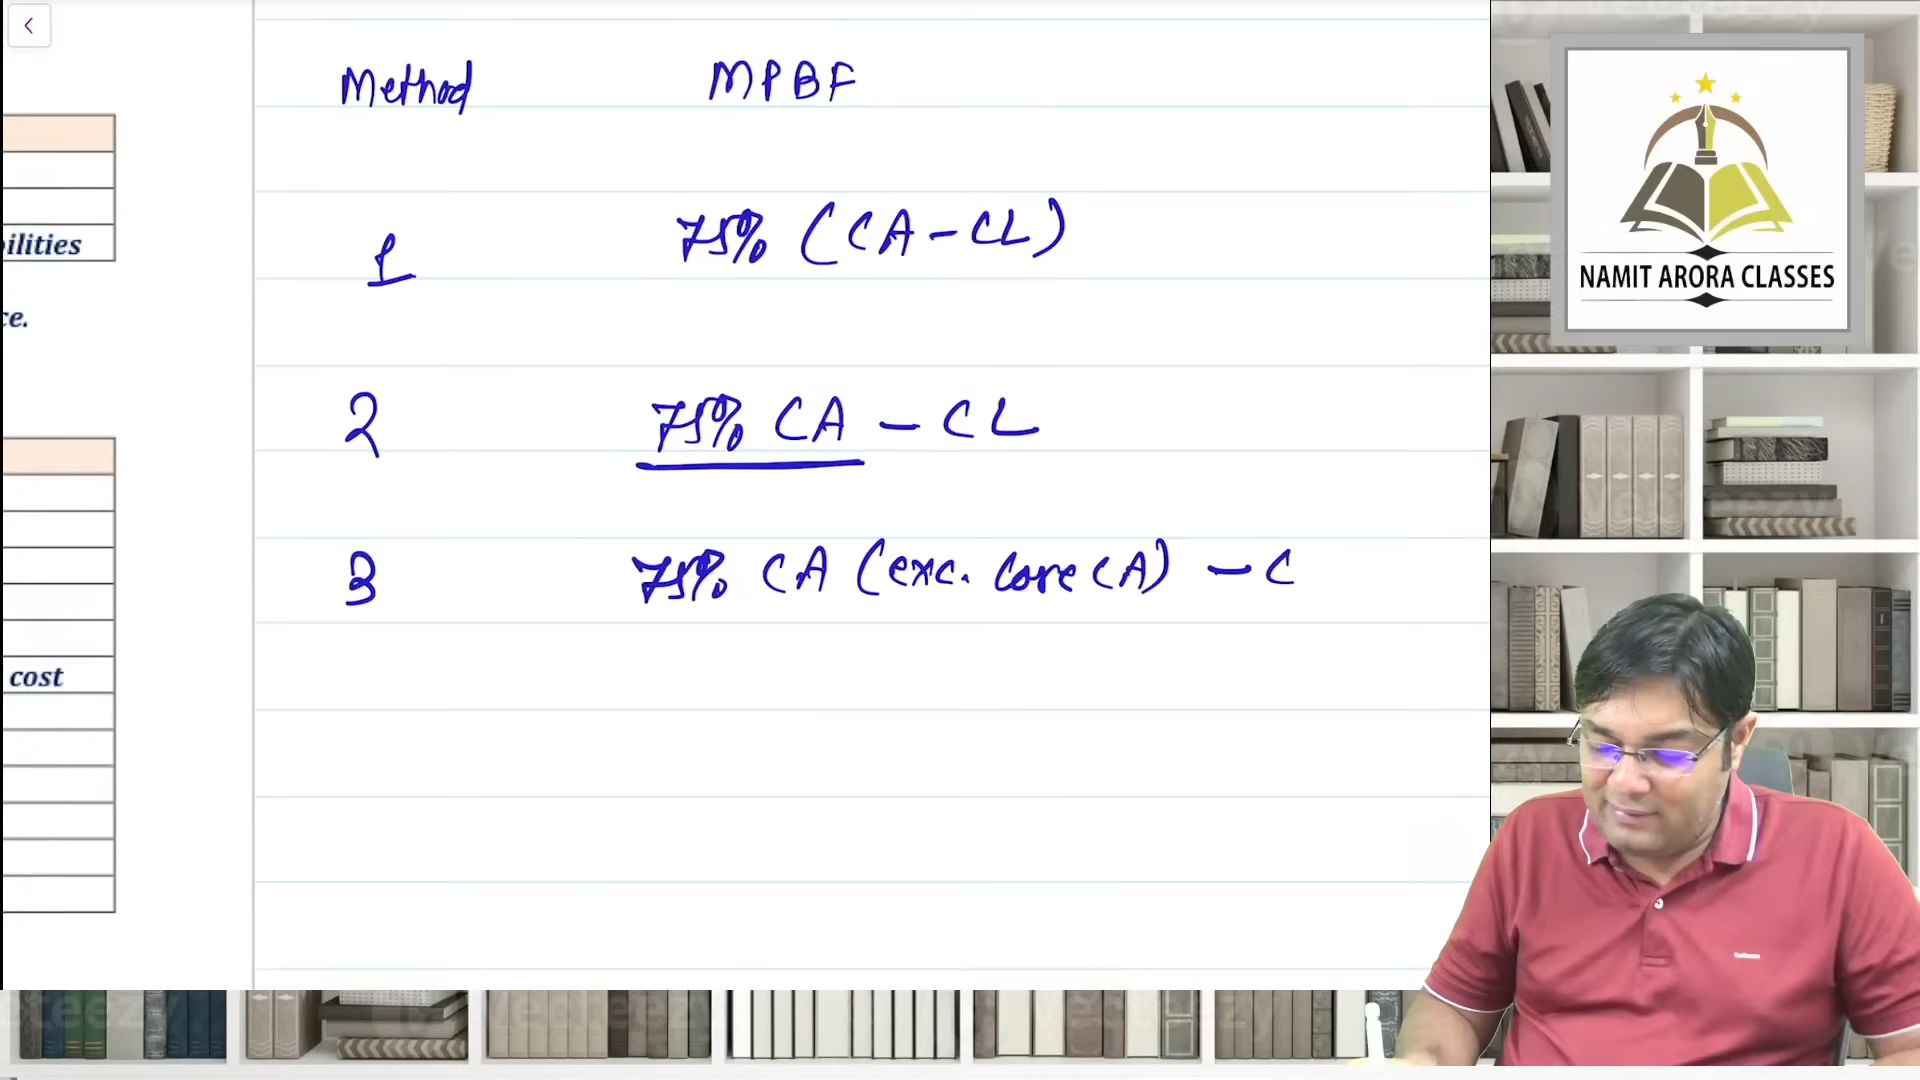 Method MPBF
1 75% (CA - CL)
2 75% CA - CL
3 75% CA (exc. Core CA) - C
ilities
ce.
cost
NAMIT ARORA CLASSES